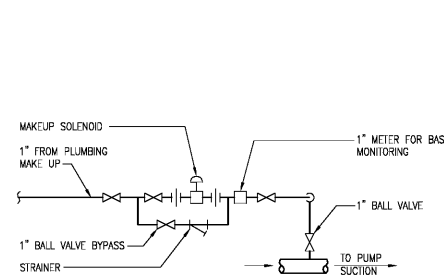 MAKEUP SOLENOID
1" FROM PLUMBING
MAKE UP
1" METER FOR BAS
MONITORING
1" BALL VALVE
1" BALL VALVE BYPASS
STRAINER
TO PUMP
SUCTION